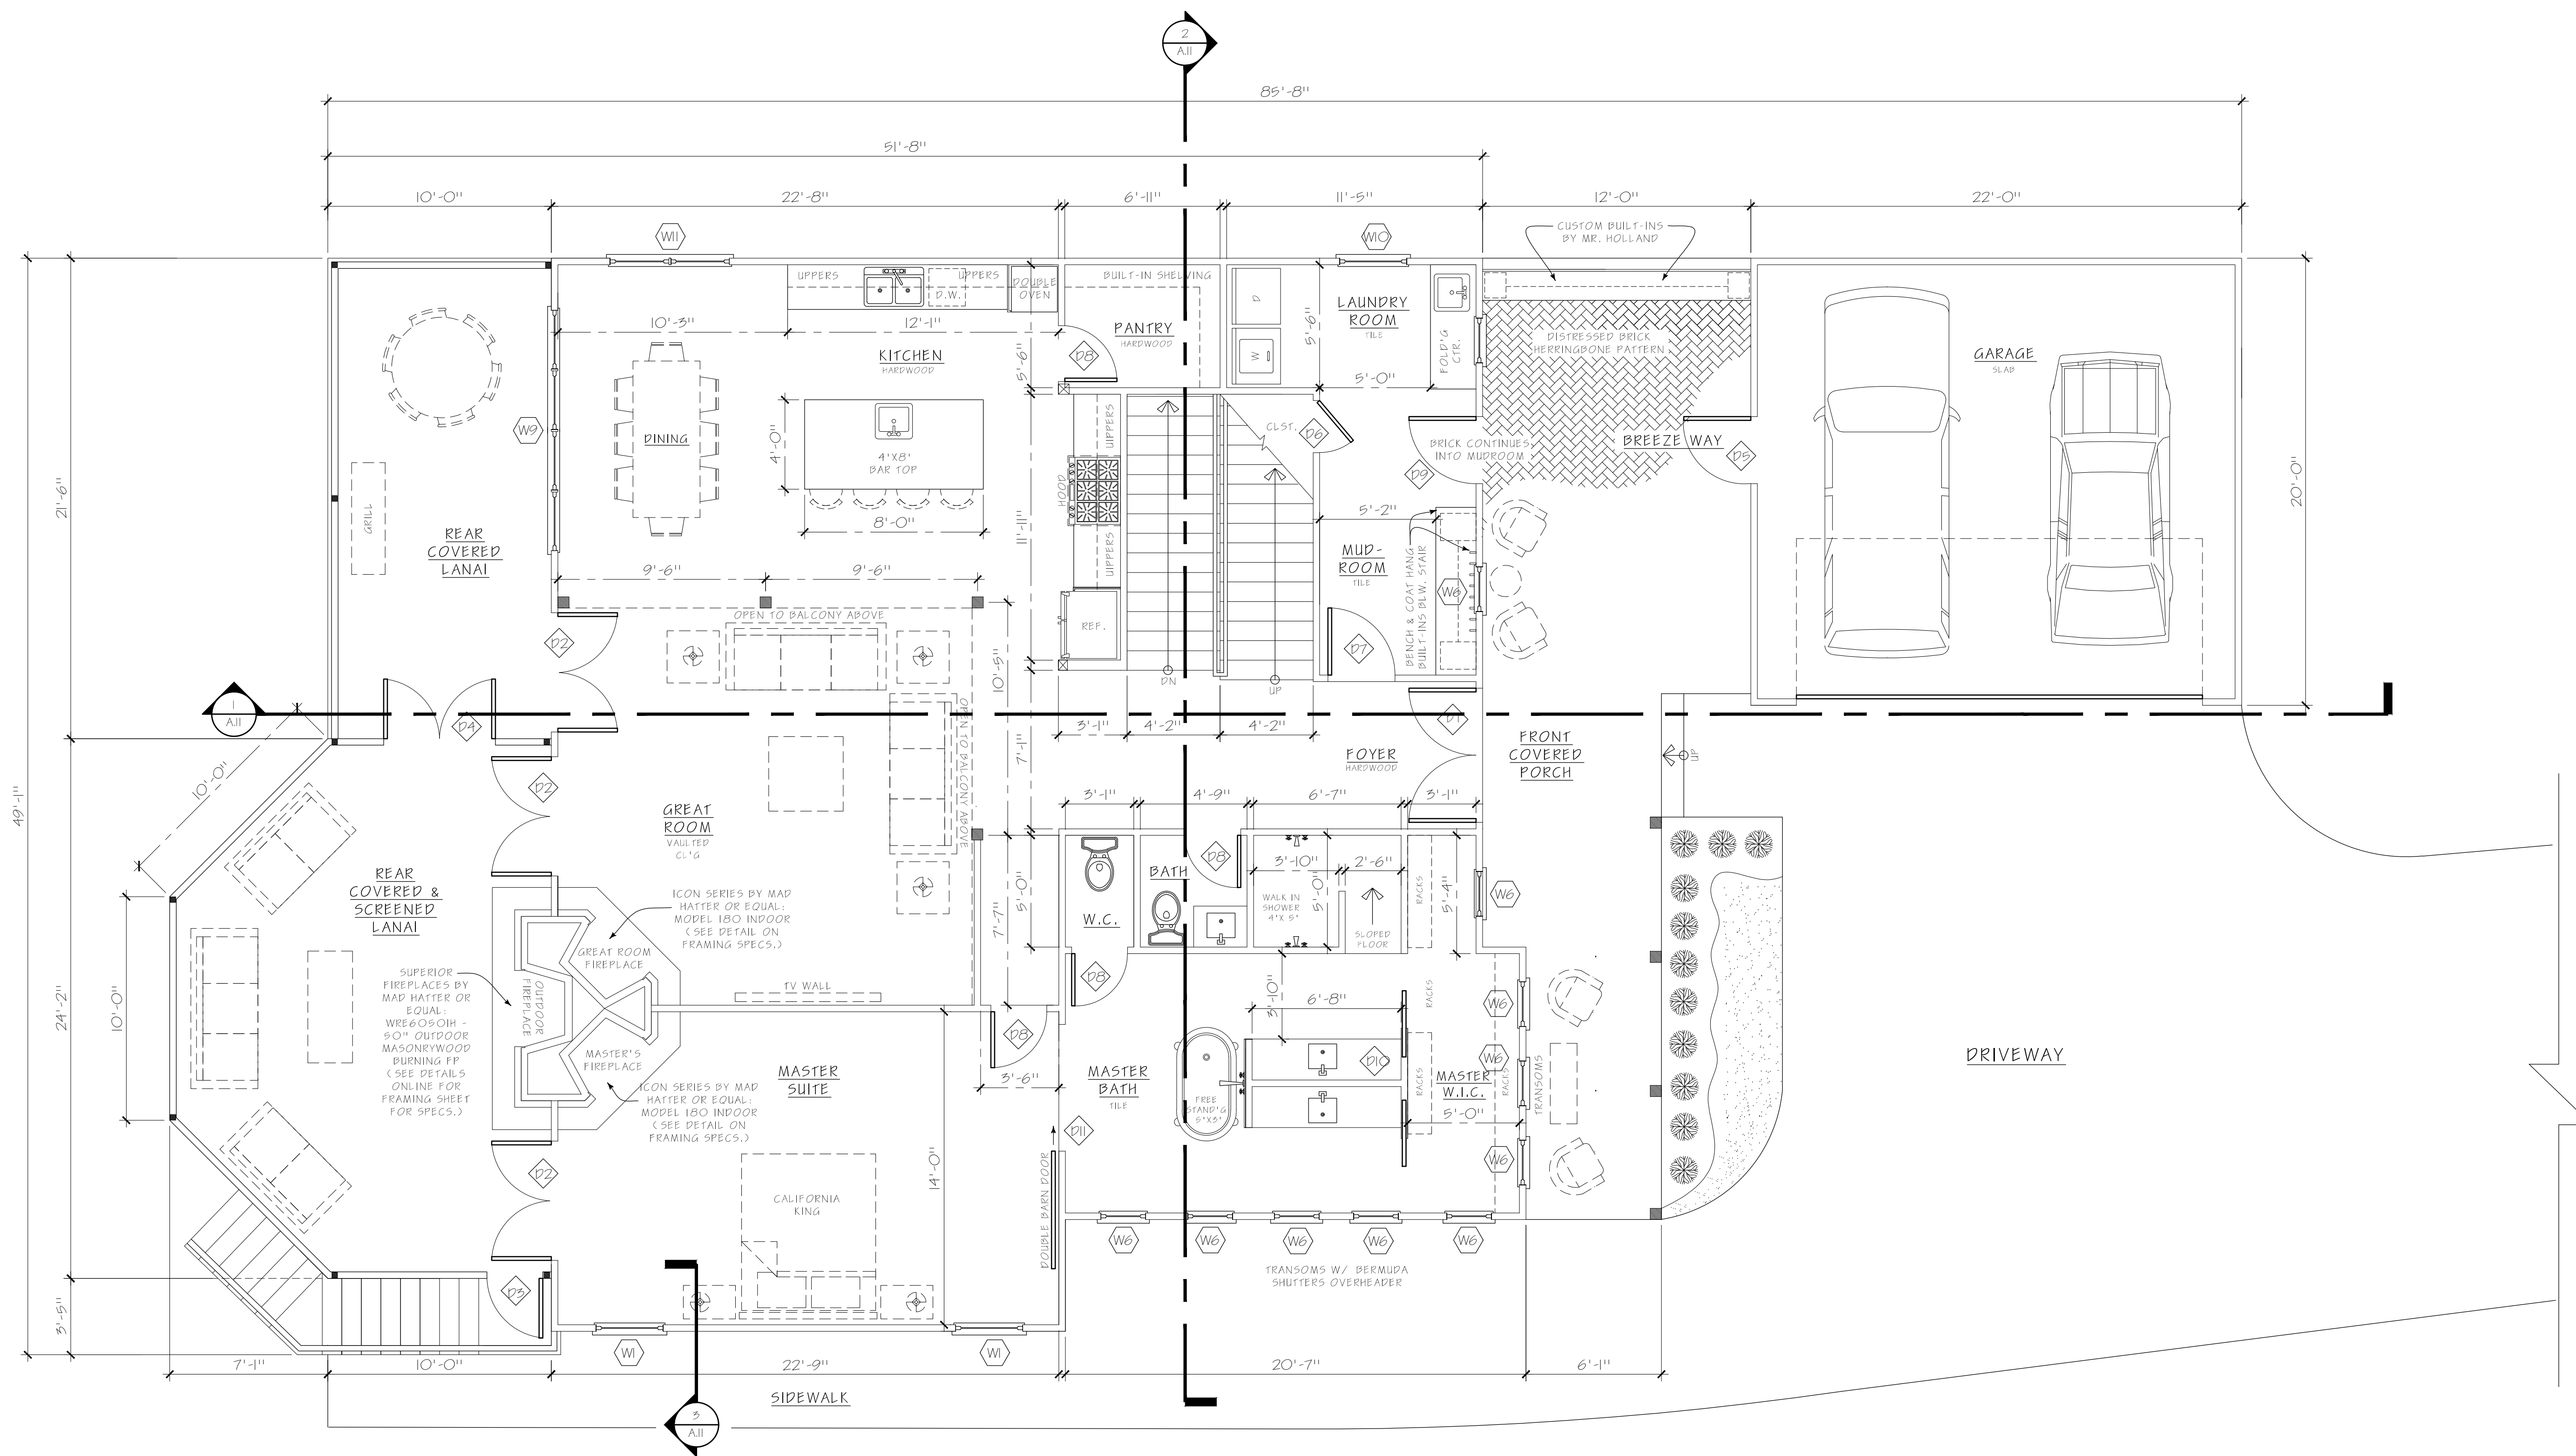 2
A.11
85'-8"
51'-8"
10'-0"
22'-8"
6'-11"
11'-5"
12'-0"
22'-0"
W11
W10
CUSTOM BUILT-INS
BY MR. HOLLAND
UPPERS
UPPERS
D.W.
DOUBLE
OVEN
BUILT-IN SHELVING
D
W
LAUNDRY
ROOM
TILE
5'-6"
5'-0"
FOLD'G
CTR.
10'-3"
12'-1"
KITCHEN
HARDWOOD
PANTRY
HARDWOOD
D8
5'-6"
DISTRESSED BRICK
HERRINGBONE PATTERN
GARAGE
SLAB
W9
DINING
4'-0"
4'X8'
BAR TOP
8'-0"
HOOD
UIPPERS
UIPPERS
11'-11"
CLST.
D6
D9
BRICK CONTINUES
INTO MUDROOM
BREEZE WAY
D5
20'-0"
21'-6"
49'-1"
GRILL
REAR
COVERED
LANAI
9'-6"
9'-6"
OPEN TO BALCONY ABOVE
REF.
DN
UP
5'-2"
MUD-
ROOM
TILE
BENCH & COAT HANG
BUILT-INS BLW. STAIR
W6
D7
D2
10'-5"
OPEN TO BALCONY ABOVE
1
A.11
D4
3'-1"
4'-2"
4'-2"
D1
7'-1"
FOYER
HARDWOOD
FRONT
COVERED
PORCH
UP
10'-0"
D2
GREAT
ROOM
VAULTED
CL'G
3'-1"
4'-9"
6'-7"
3'-1"
REAR
COVERED &
SCREENED
LANAI
ICON SERIES BY MAD
HATTER OR EQUAL:
MODEL 180 INDOOR
(SEE DETAIL ON
FRAMING SPECS.)
GREAT ROOM
FIREPLACE
7'-7"
5'-0"
W.C.
BATH
D8
3'-10"
2'-6"
WALK IN
SHOWER
4'X 5'
5'-0"
SLOPED
FLOOR
RACKS
5'-4"
W6
D8
SUPERIOR
FIREPLACES BY
MAD HATTER OR
EQUAL:
WRE6050IH -
50" OUTDOOR
MASONRYWOOD
BURNING FP
(SEE DETAILS
ONLINE FOR
FRAMING SHEET
FOR SPECS.)
OUTDOOR
FIREPLACE
TV WALL
10'-0"
24'-2"
MASTER'S
FIREPLACE
ICON SERIES BY MAD
HATTER OR EQUAL:
MODEL 180 INDOOR
(SEE DETAIL ON
FRAMING SPECS.)
MASTER
SUITE
D8
3'-6"
3'-10"
6'-8"
RACKS
W6
MASTER
BATH
TILE
FREE
STAND'G
5'X3'
D10
RACKS
MASTER
W.I.C.
5'-0"
RACKS
W6
TRANSOMS
DRIVEWAY
D11
W6
D2
14'-0"
CALIFORNIA
KING
DOUBLE BARN DOOR
W6
W6
W6
W6
W6
TRANSOMS W/ BERMUDA
SHUTTERS OVERHEADER
D3
3'-5"
W1
W1
7'-1"
10'-0"
22'-9"
20'-7"
6'-1"
SIDEWALK
3
A.11